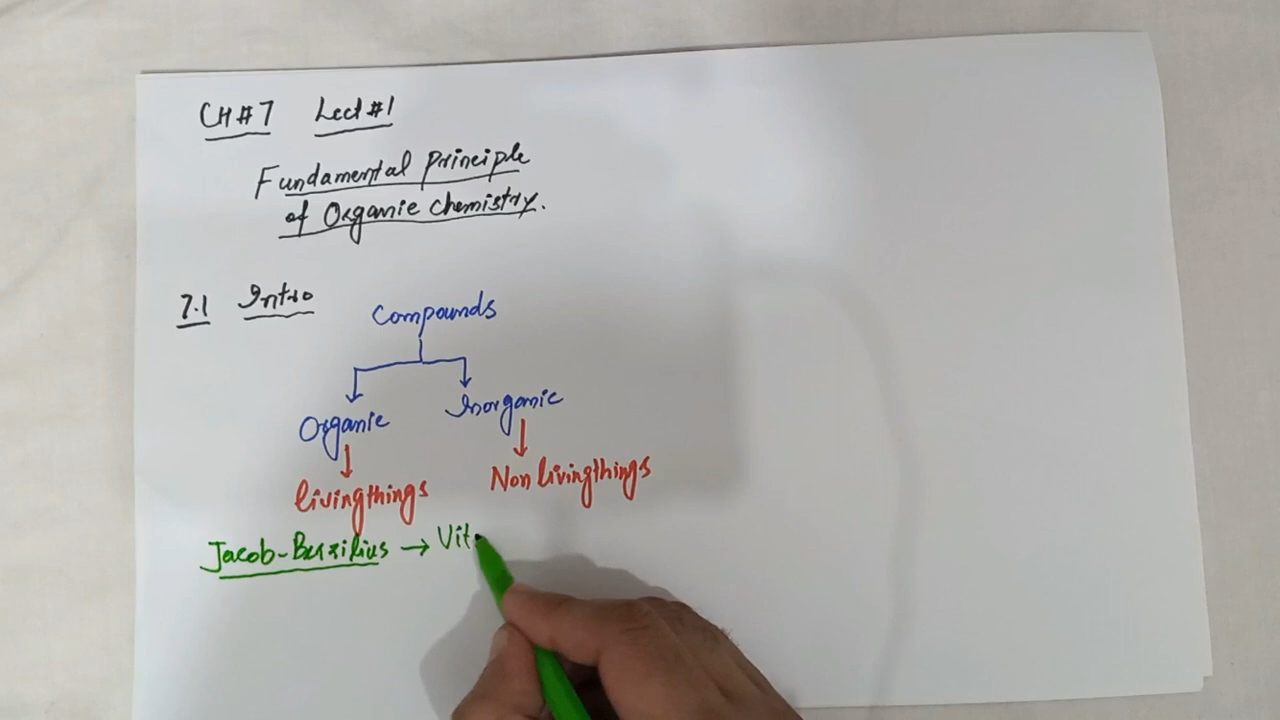 CH#7 Lect#1
Fundamental Principle
of Organic Chemistry.
7.1 Intro
Compounds
Organic Inorganic
livingthings Non livingthings
Jacob-Berzilius → Vit